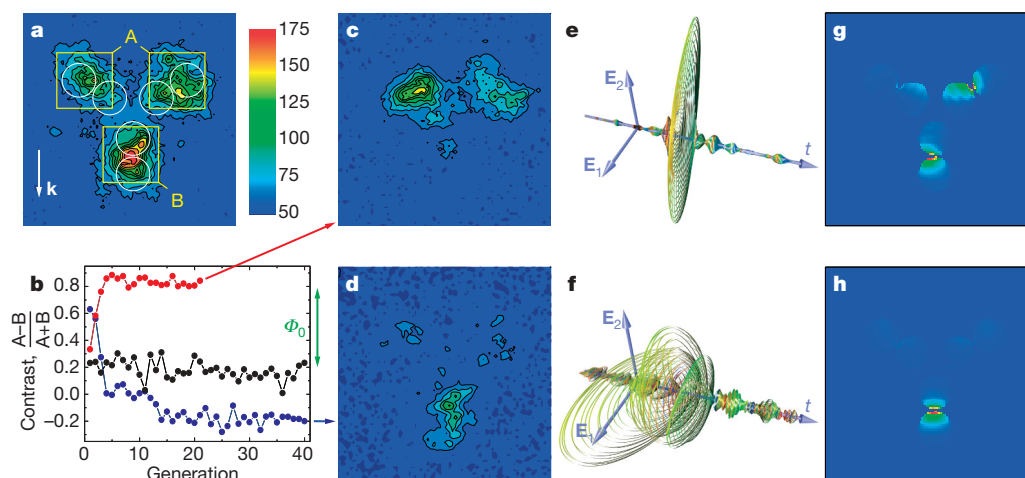 a
A
B
k
175
150
125
100
75
50
c
e
E2
E1
t
g
b
Contrast, A–B
A+B
0.8
0.6
0.4
0.2
0.0
–0.2
Φ0
0 10 20 30 40
Generation
d
f
E2
E1
t
h